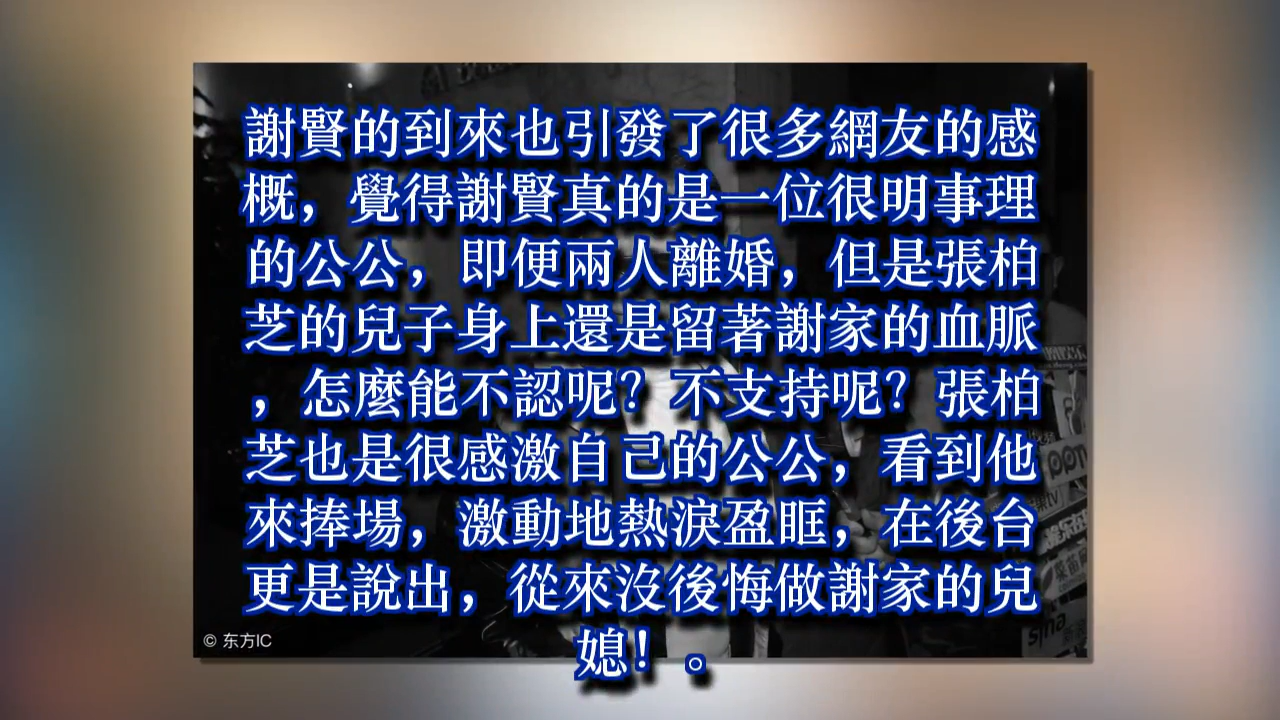 謝賢的到來也引發了很多網友的感
概，覺得謝賢真的是一位很明事理
的公公，即便兩人離婚，但是張柏
芝的兒子身上還是留著謝家的血脈
，怎麼能不認呢？不支持呢？張柏
芝也是很感激自己的公公，看到他
來捧場，激動地熱淚盈眶，在後台
更是說出，從來沒後悔做謝家的兒
媳！。
© 东方IC
PPTV
sina